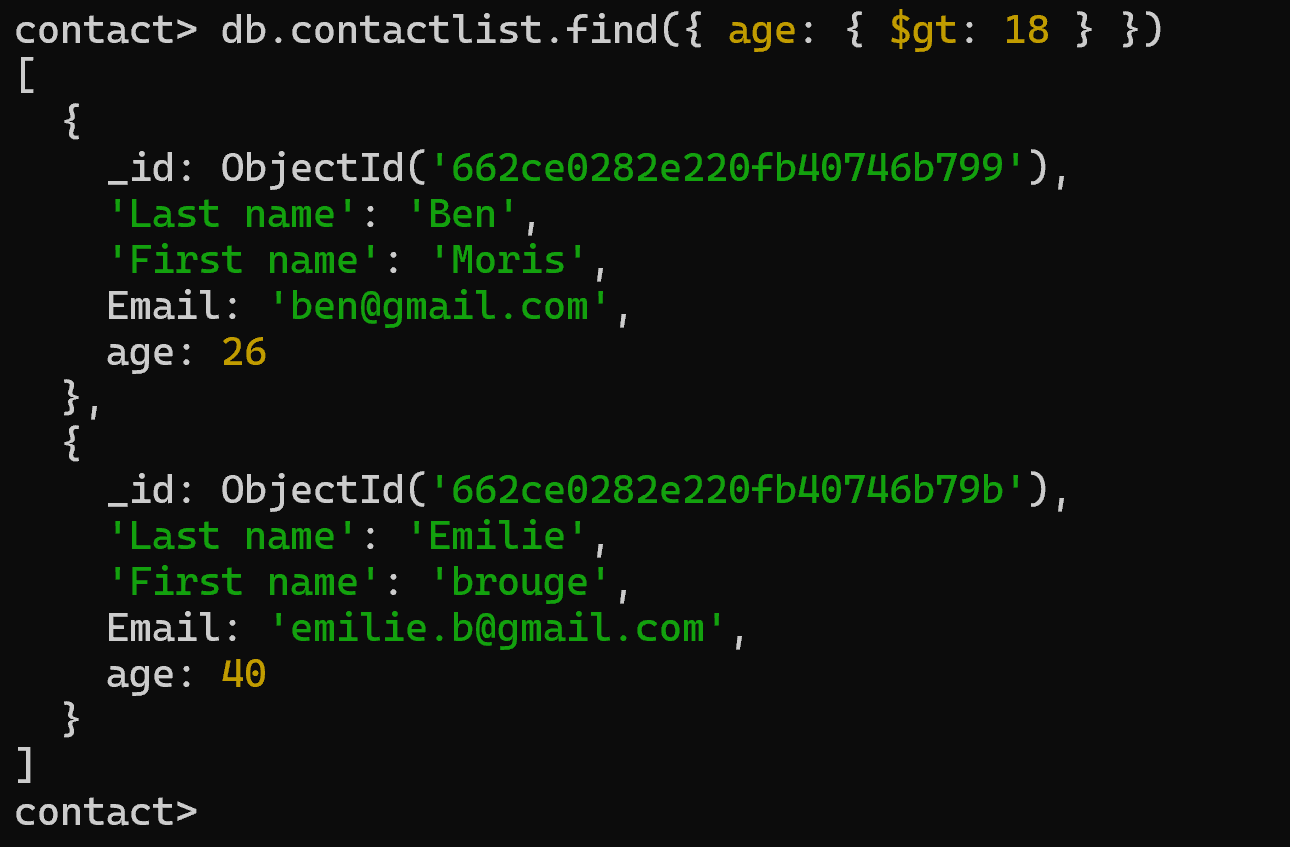 contact> db.contactlist.find({ age: { $gt: 18 } })
[
  {
    _id: ObjectId('662ce0282e220fb40746b799'),
    'Last name': 'Ben',
    'First name': 'Moris',
    Email: 'ben@gmail.com',
    age: 26
  },
  {
    _id: ObjectId('662ce0282e220fb40746b79b'),
    'Last name': 'Emilie',
    'First name': 'brouge',
    Email: 'emilie.b@gmail.com',
    age: 40
  }
]
contact>